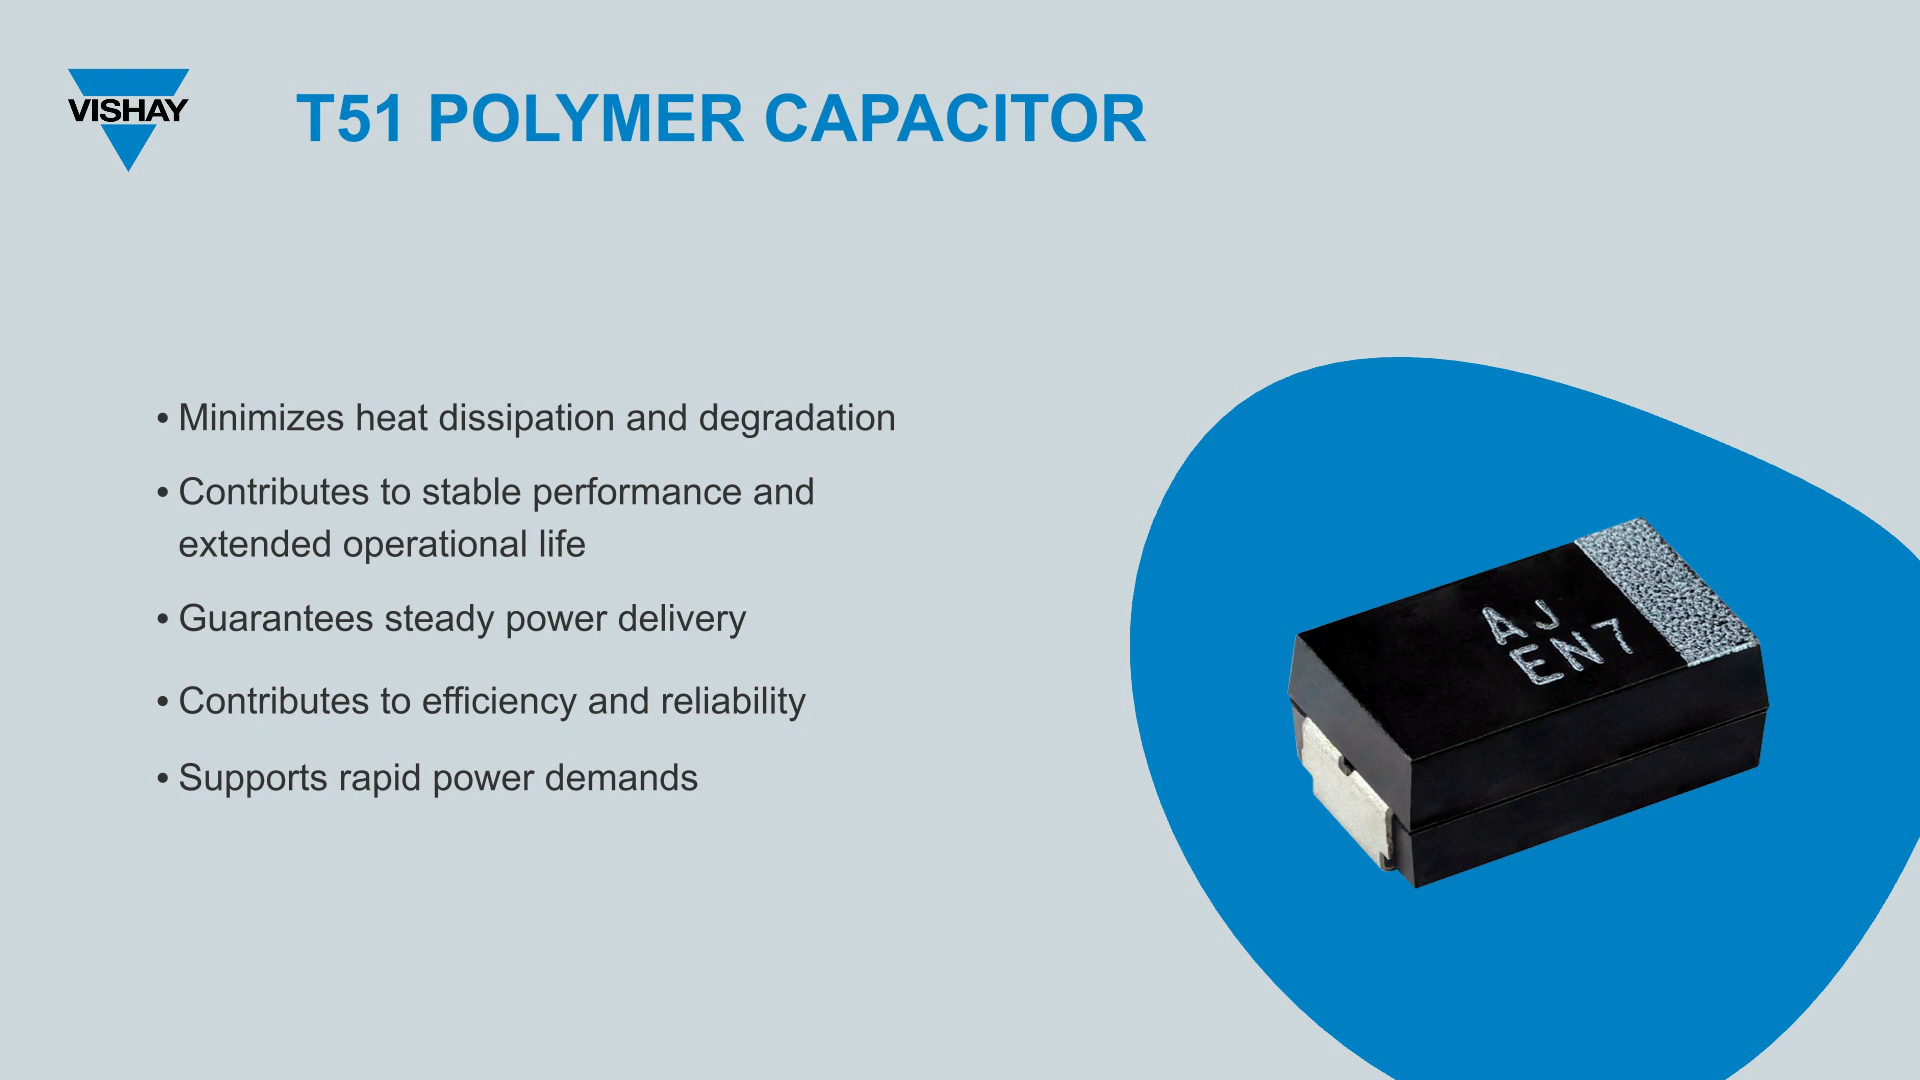 VISHAY
T51 POLYMER CAPACITOR
• Minimizes heat dissipation and degradation
• Contributes to stable performance and
extended operational life
• Guarantees steady power delivery
• Contributes to efficiency and reliability
• Supports rapid power demands
AJ
EN7